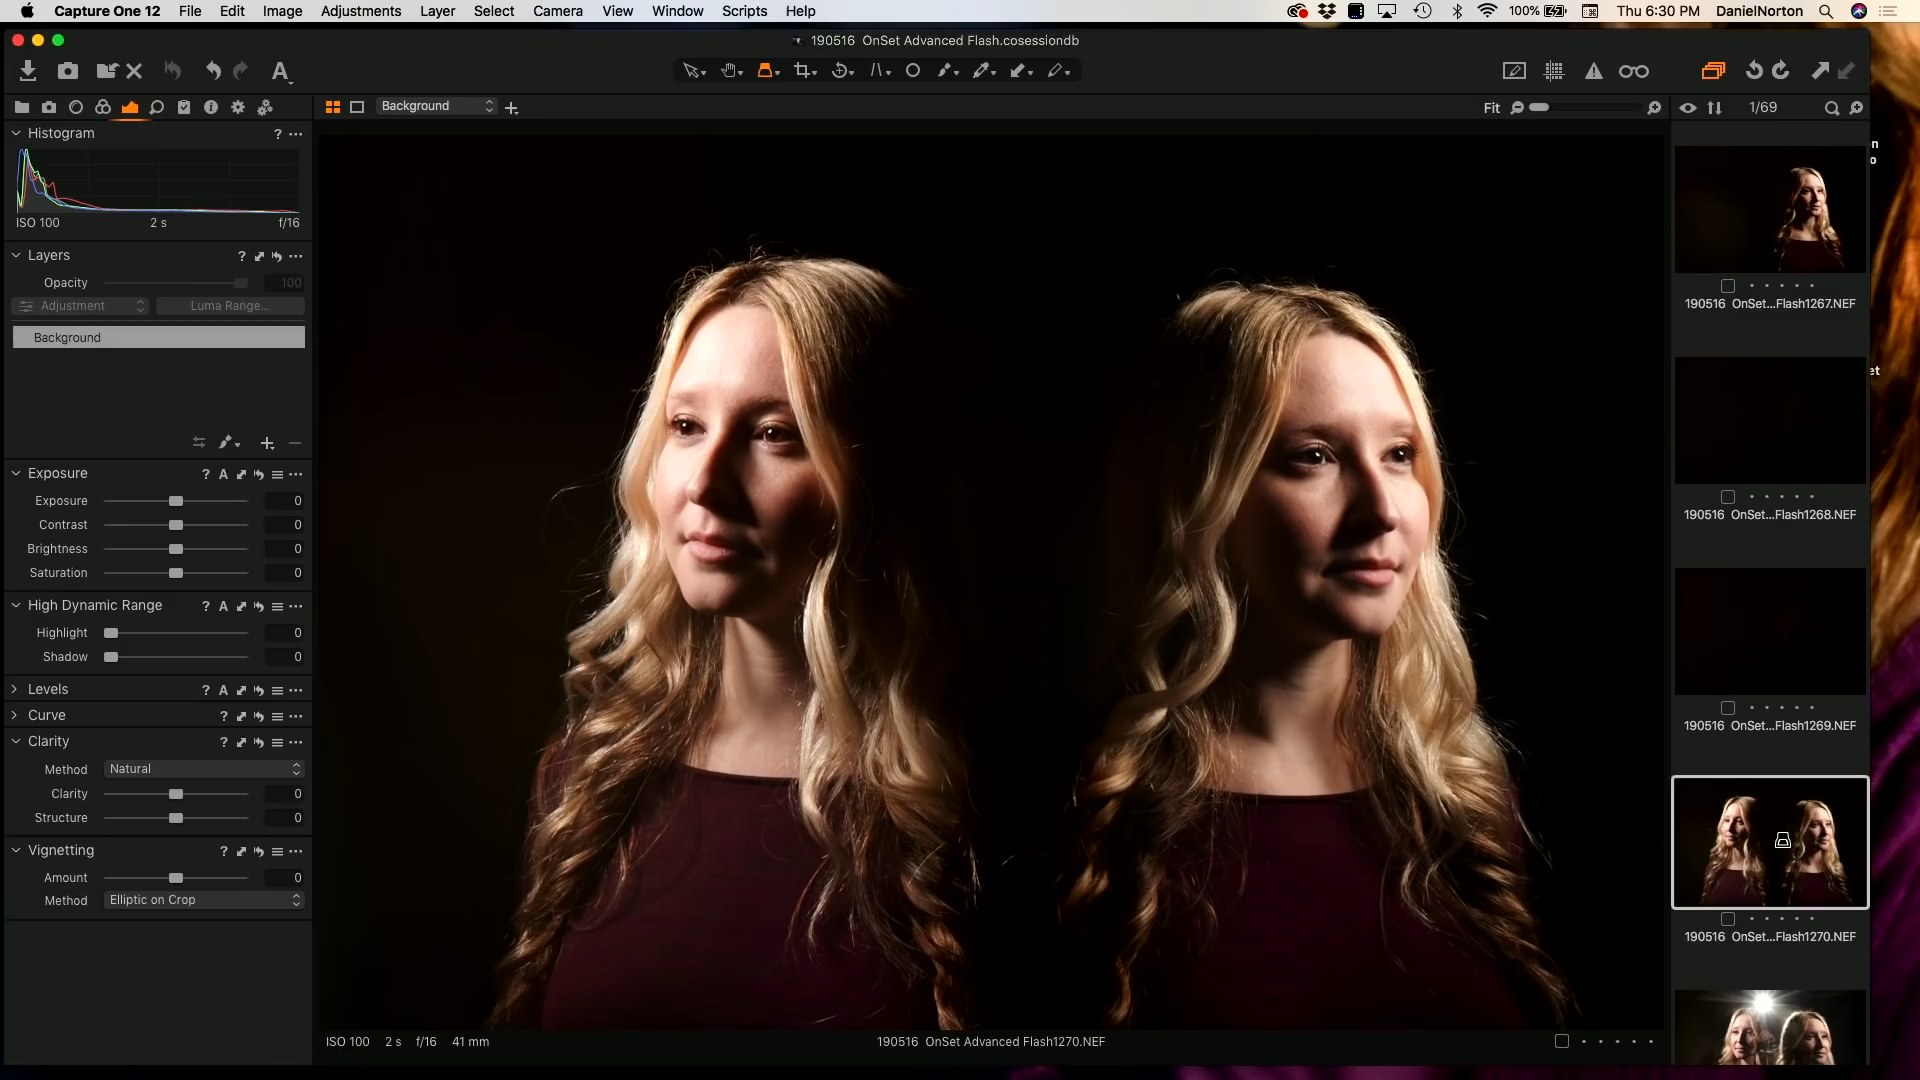 Capture One 12 File Edit Image Adjustments Layer Select Camera View Window Scripts Help 100% Thu 6:30 PM DanielNorton
190516 OnSet Advanced Flash.cosessiondb
A
Background
Fit
1/69
Histogram ?
ISO 100 2 s f/16
Layers ?
Opacity 100
Adjustment Luma Range...
Background
Exposure ? A
Exposure 0
Contrast 0
Brightness 0
Saturation 0
High Dynamic Range ? A
Highlight 0
Shadow 0
Levels ? A
Curve ?
Clarity ?
Method Natural
Clarity 0
Structure 0
Vignetting ?
Amount 0
Method Elliptic on Crop
ISO 100 2 s f/16 41 mm
190516 OnSet Advanced Flash1270.NEF
190516 OnSet...Flash1267.NEF
190516 OnSet...Flash1268.NEF
190516 OnSet...Flash1269.NEF
190516 OnSet...Flash1270.NEF
n
o
et